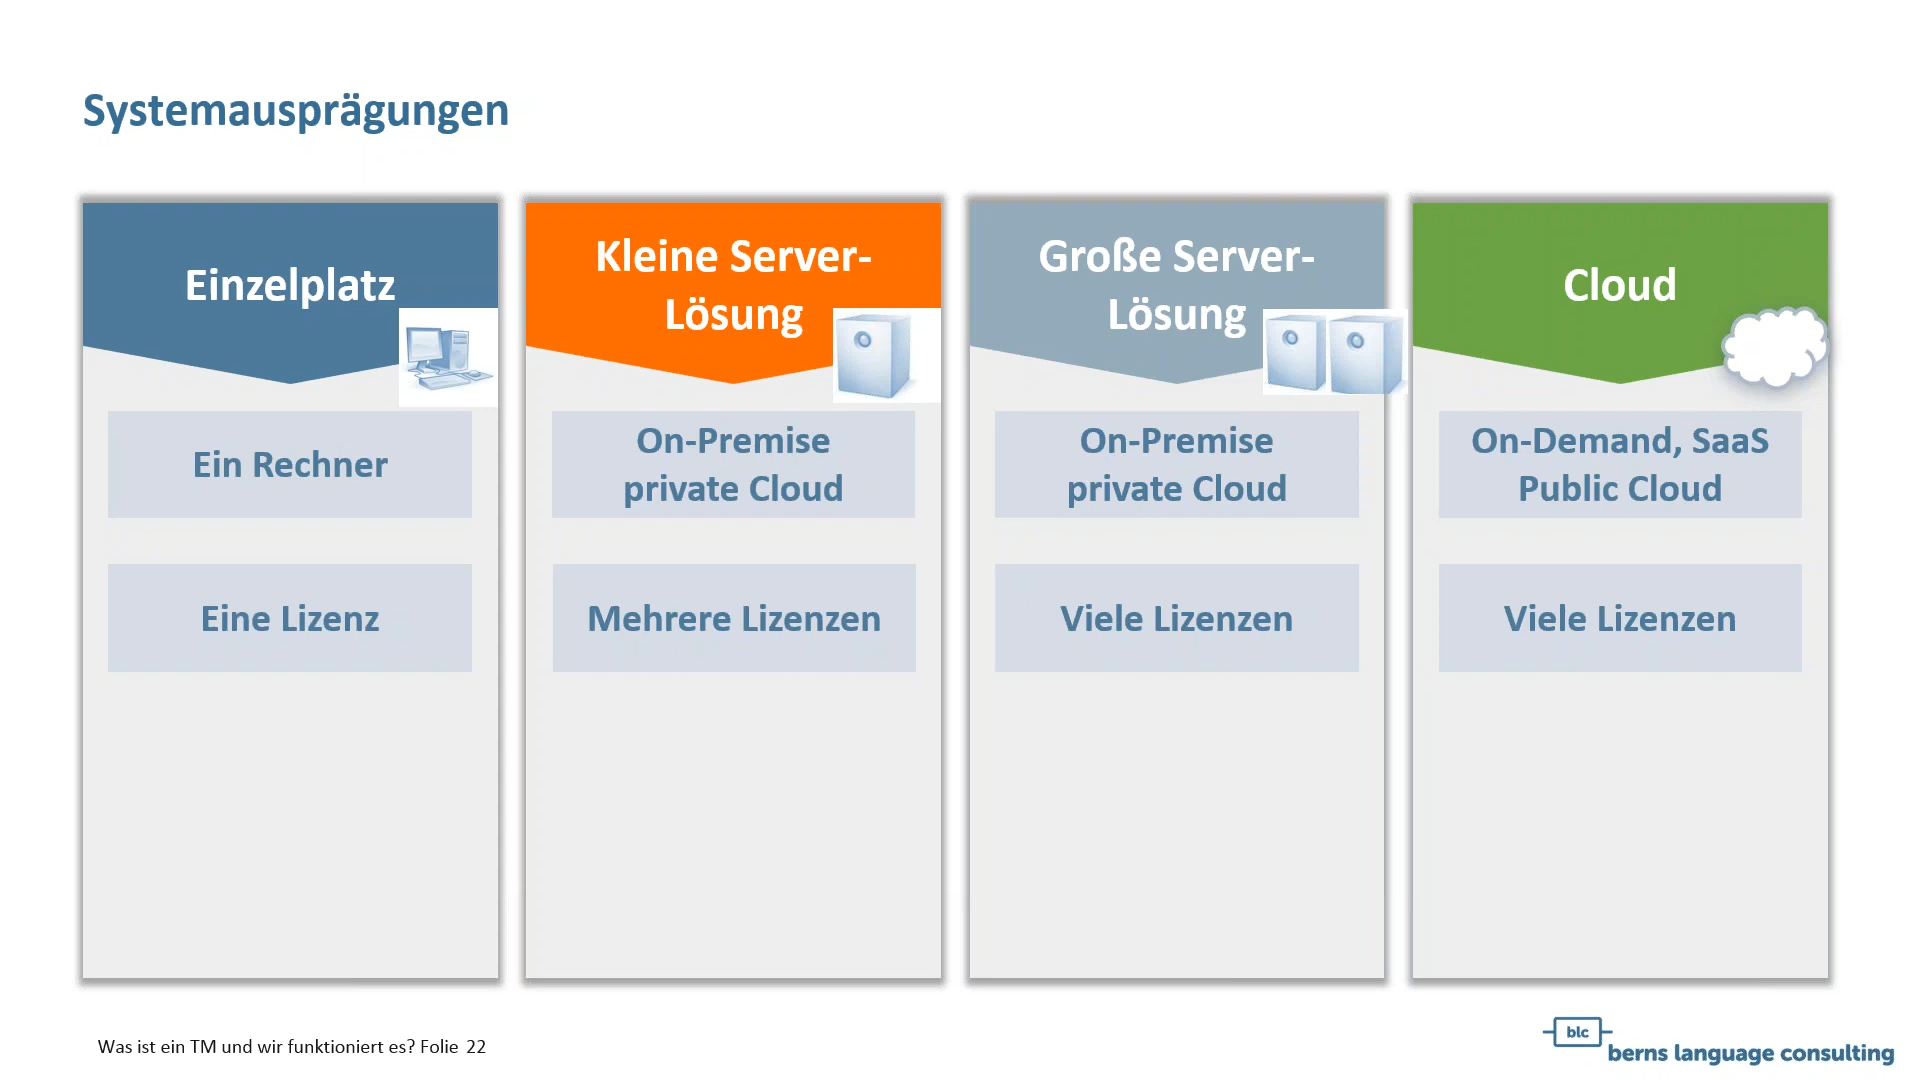 Systemausprägungen
Einzelplatz
Ein Rechner
Eine Lizenz
Kleine Server-
Lösung
On-Premise
private Cloud
Mehrere Lizenzen
Große Server-
Lösung
On-Premise
private Cloud
Viele Lizenzen
Cloud
On-Demand, SaaS
Public Cloud
Viele Lizenzen
Was ist ein TM und wir funktioniert es? Folie 22
blc
berns language consulting